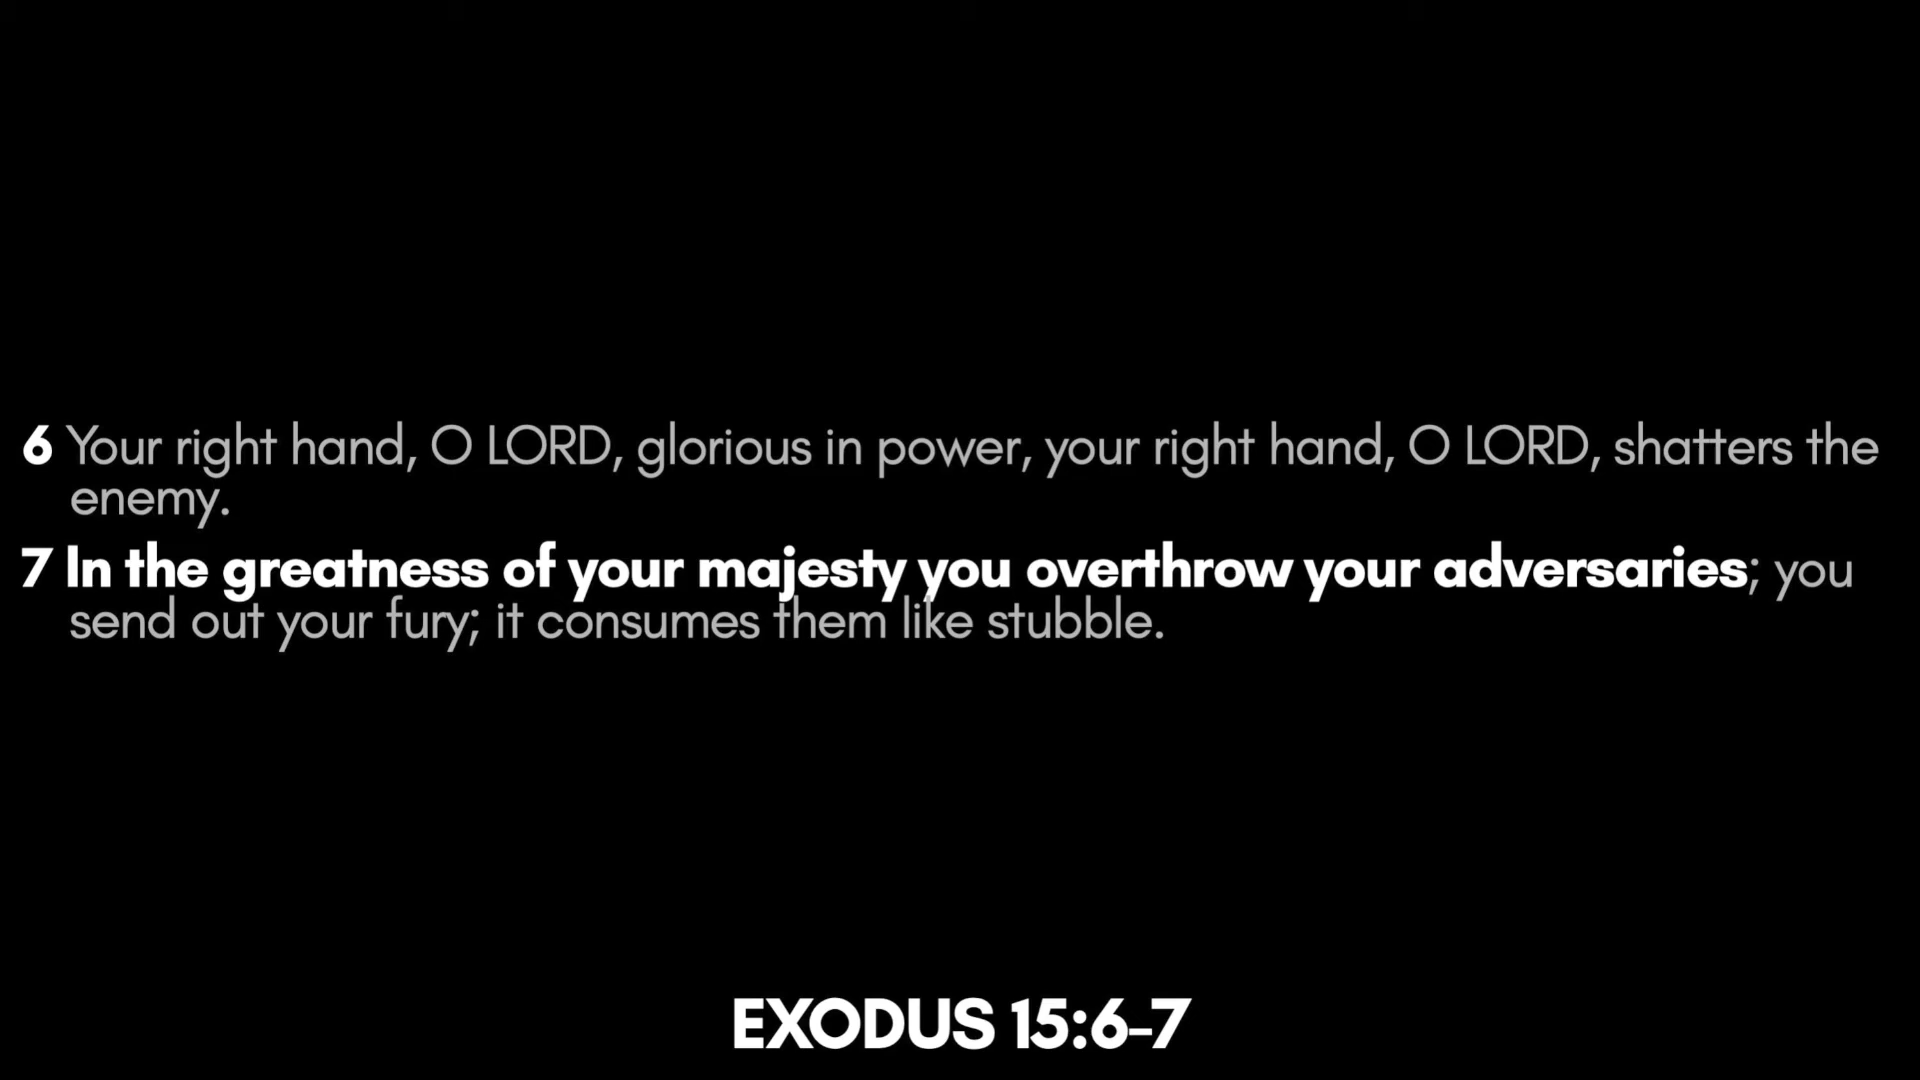 6 Your right hand, O LORD, glorious in power, your right hand, O LORD, shatters the
enemy.
7 In the greatness of your majesty you overthrow your adversaries; you
send out your fury; it consumes them like stubble.
EXODUS 15:6-7